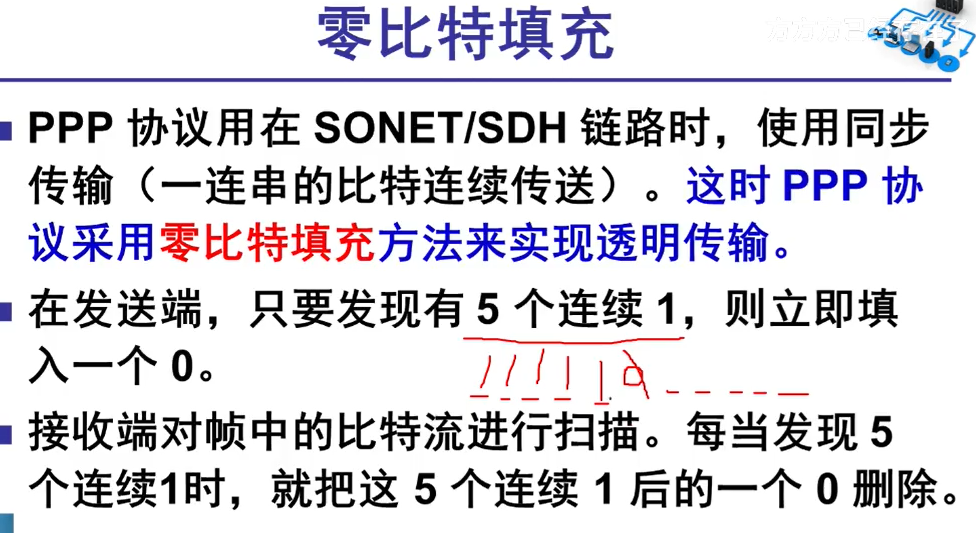 零比特填充
PPP 协议用在 SONET/SDH 链路时，使用同步
传输（一连串的比特连续传送）。这时 PPP 协
议采用零比特填充方法来实现透明传输。
在发送端，只要发现有 5 个连续 1，则立即填
入一个 0。
111110
接收端对帧中的比特流进行扫描。每当发现 5
个连续1时，就把这 5 个连续 1 后的一个 0 删除。